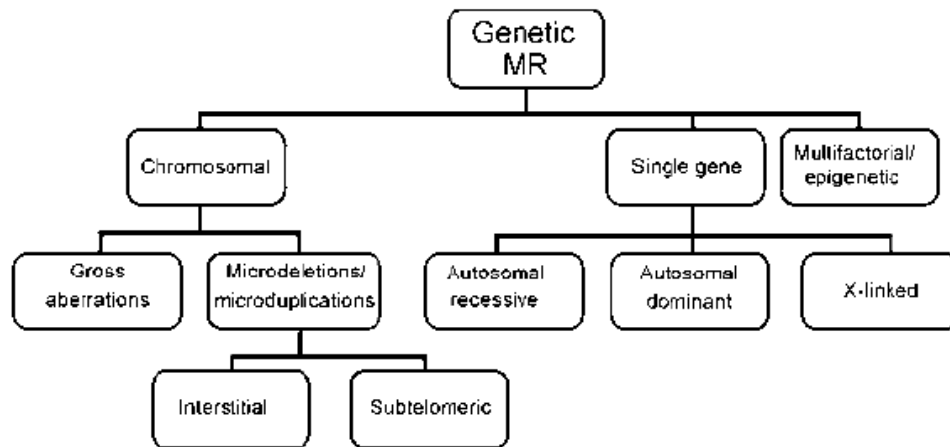 Genetic
MR
Chromosomal
Single gene
Multifactorial/
epigenetic
Gross
aberrations
Microdeletions/
microduplications
Autosomal
recessive
Autosomal
dominant
X-linked
Interstitial
Subtelomeric